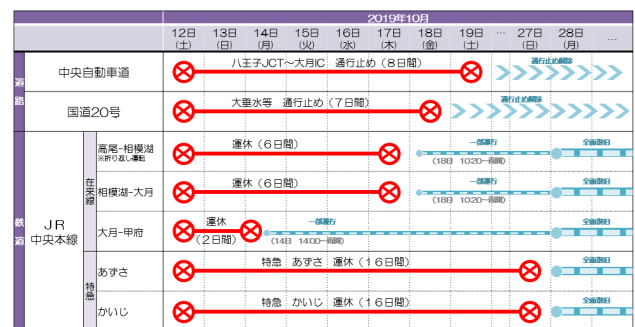 2019年10月
12日 13日 14日 15日 16日 17日 18日 19日 … 27日 28日 …
(土) (日) (月) (火) (水) (木) (金) (土) (日) (月)
道路
中央自動車道
八王子JCT～大月IC 通行止め（8日間）
通行止め解除
国道20号
大垂水等 通行止め（7日間）
通行止め解除
鉄道
JR
中央本線
在来線
高尾-相模湖
※折り返し運転
運休（6日間）
一部運行
(18日 10:20～再開)
全面復旧
相模湖-大月
運休（6日間）
一部運行
(18日 10:20～再開)
全面復旧
大月-甲府
運休
（2日間）
一部運行
(14日 14:00～再開)
全面復旧
特急
あずさ
特急 あずさ 運休（16日間）
全面復旧
かいじ
特急 かいじ 運休（16日間）
全面復旧